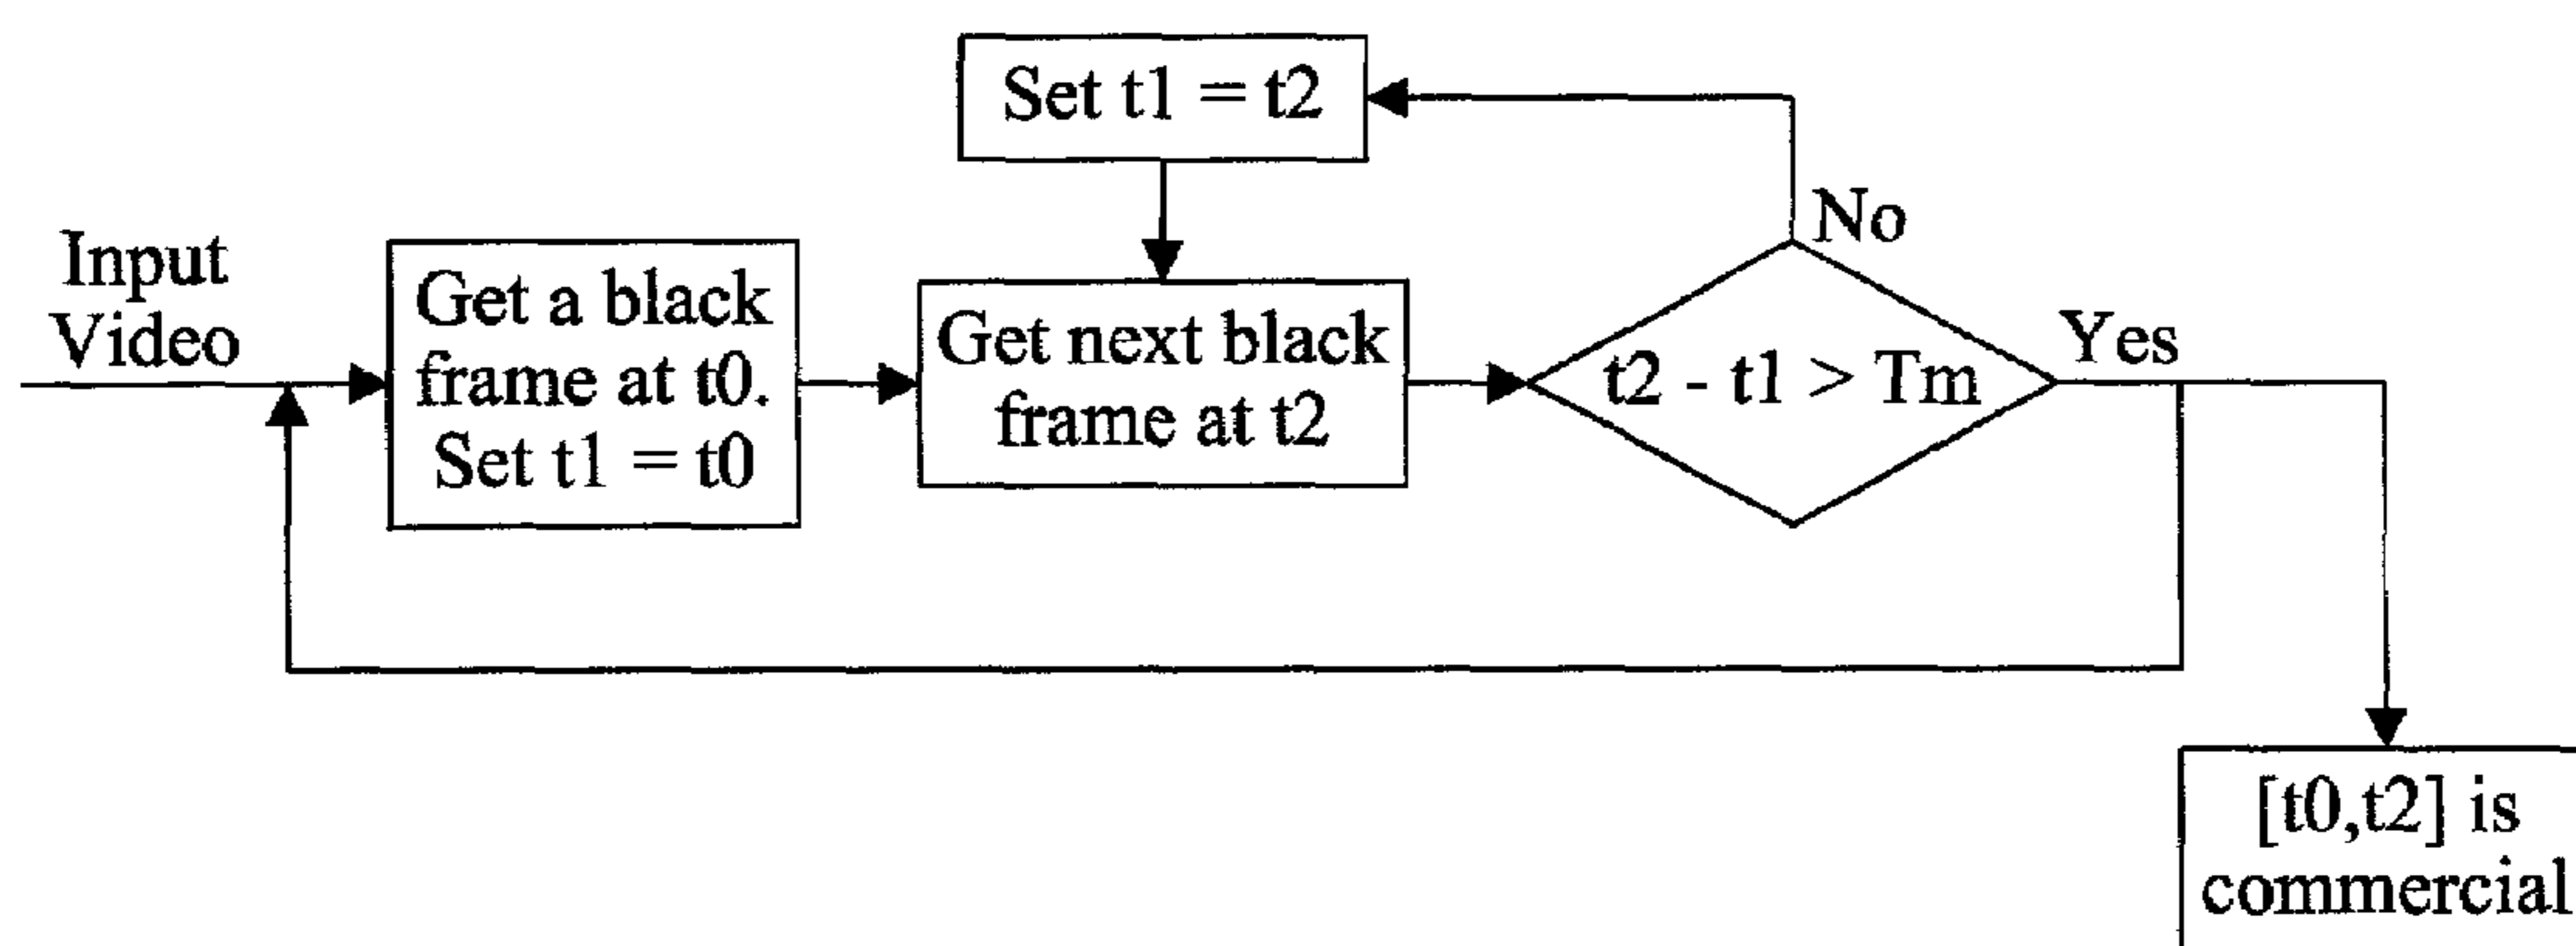 Set t1 = t2
No
Input
Video
Get a black
frame at t0.
Set t1 = t0
Get next black
frame at t2
t2 - t1 > Tm
Yes
[t0,t2] is
commercial